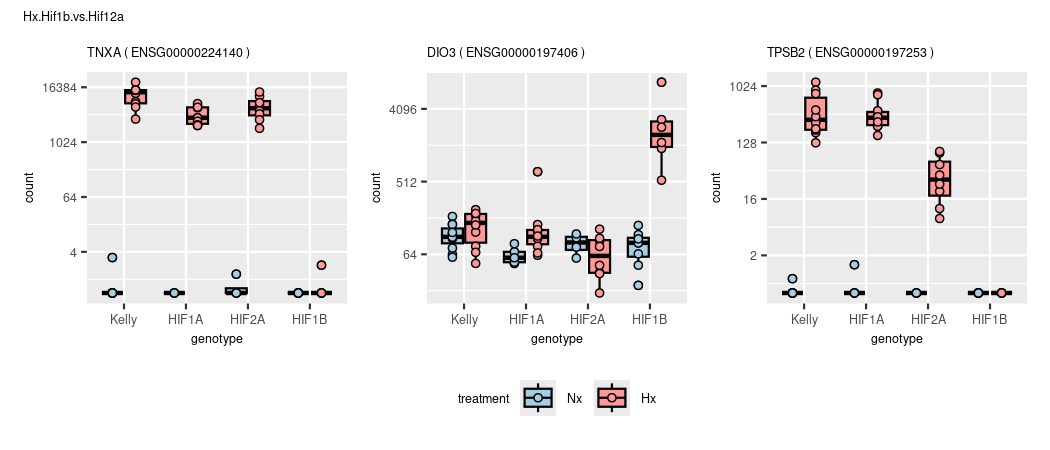 Hx.Hif1b.vs.Hif12a
TNXA ( ENSG00000224140 )
16384
1024
64
4
count
Kelly HIF1A HIF2A HIF1B
genotype
DIO3 ( ENSG00000197406 )
4096
512
64
count
Kelly HIF1A HIF2A HIF1B
genotype
TPSB2 ( ENSG00000197253 )
1024
128
16
2
count
Kelly HIF1A HIF2A HIF1B
genotype
treatment Nx Hx